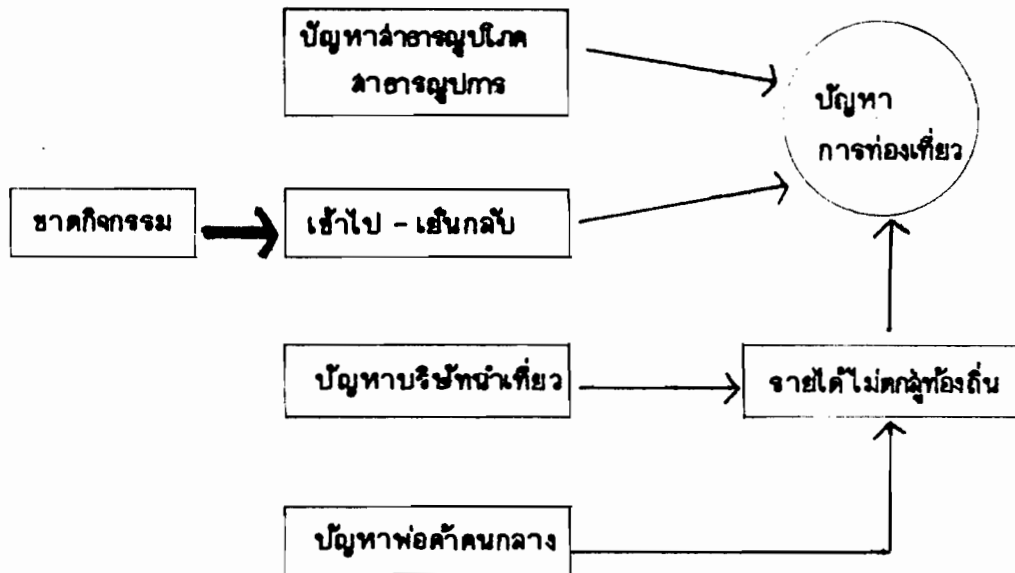 ปัญหาสาธารณูปโภค
สาธารณูปการ
ปัญหา
การท่องเที่ยว
ขาดกิจกรรม
เช้าไป - เย็นกลับ
ปัญหาบริษัทนำเที่ยว
รายได้ไม่ตกสู่ท้องถิ่น
ปัญหาพ่อค้าคนกลาง